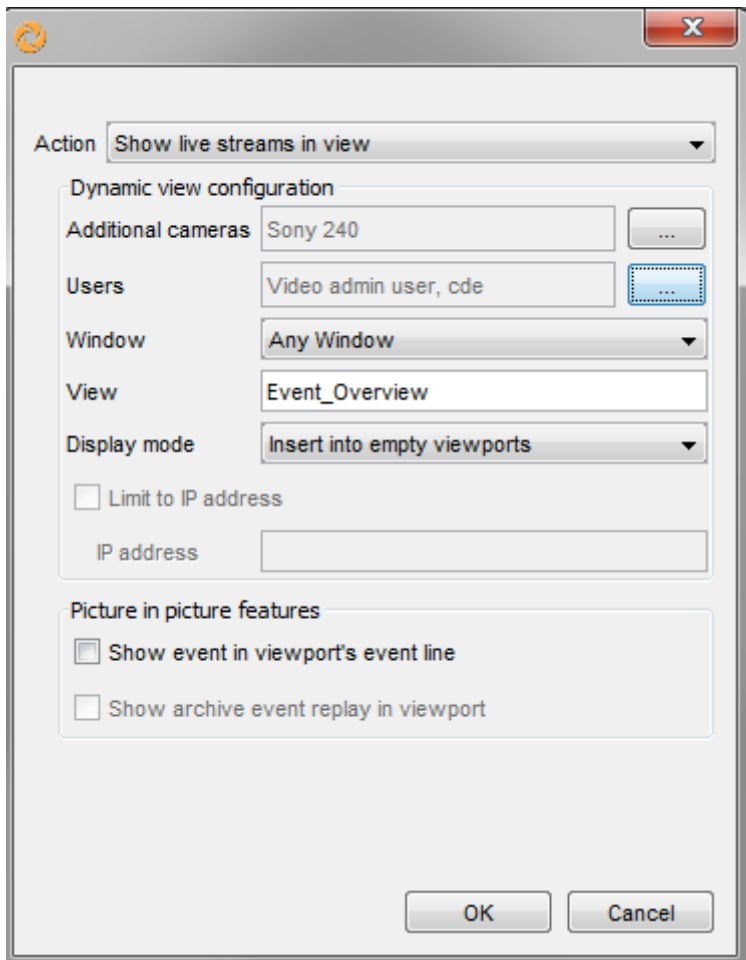 Action Show live streams in view
Dynamic view configuration
Additional cameras Sony 240 ...
Users Video admin user, cde ...
Window Any Window
View Event_Overview
Display mode Insert into empty viewports
Limit to IP address
IP address
Picture in picture features
Show event in viewport's event line
Show archive event replay in viewport
OK Cancel